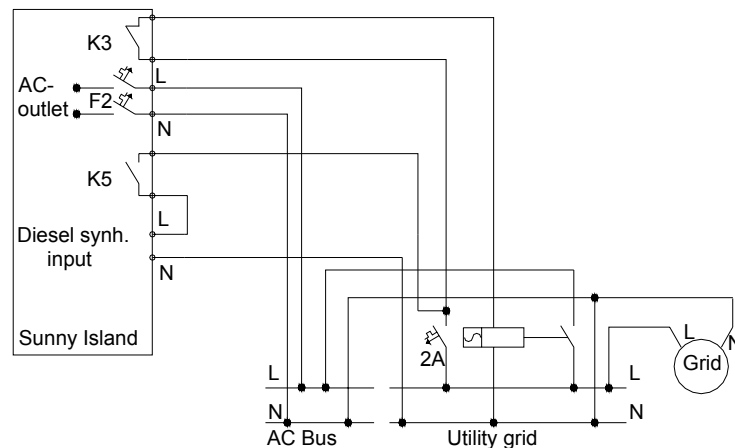 K3
AC-
outlet
L
F2
N
K5
L
Diesel synh.
input
N
Sunny Island
2A
L
N
Grid
L
L
N
N
AC Bus
Utility grid